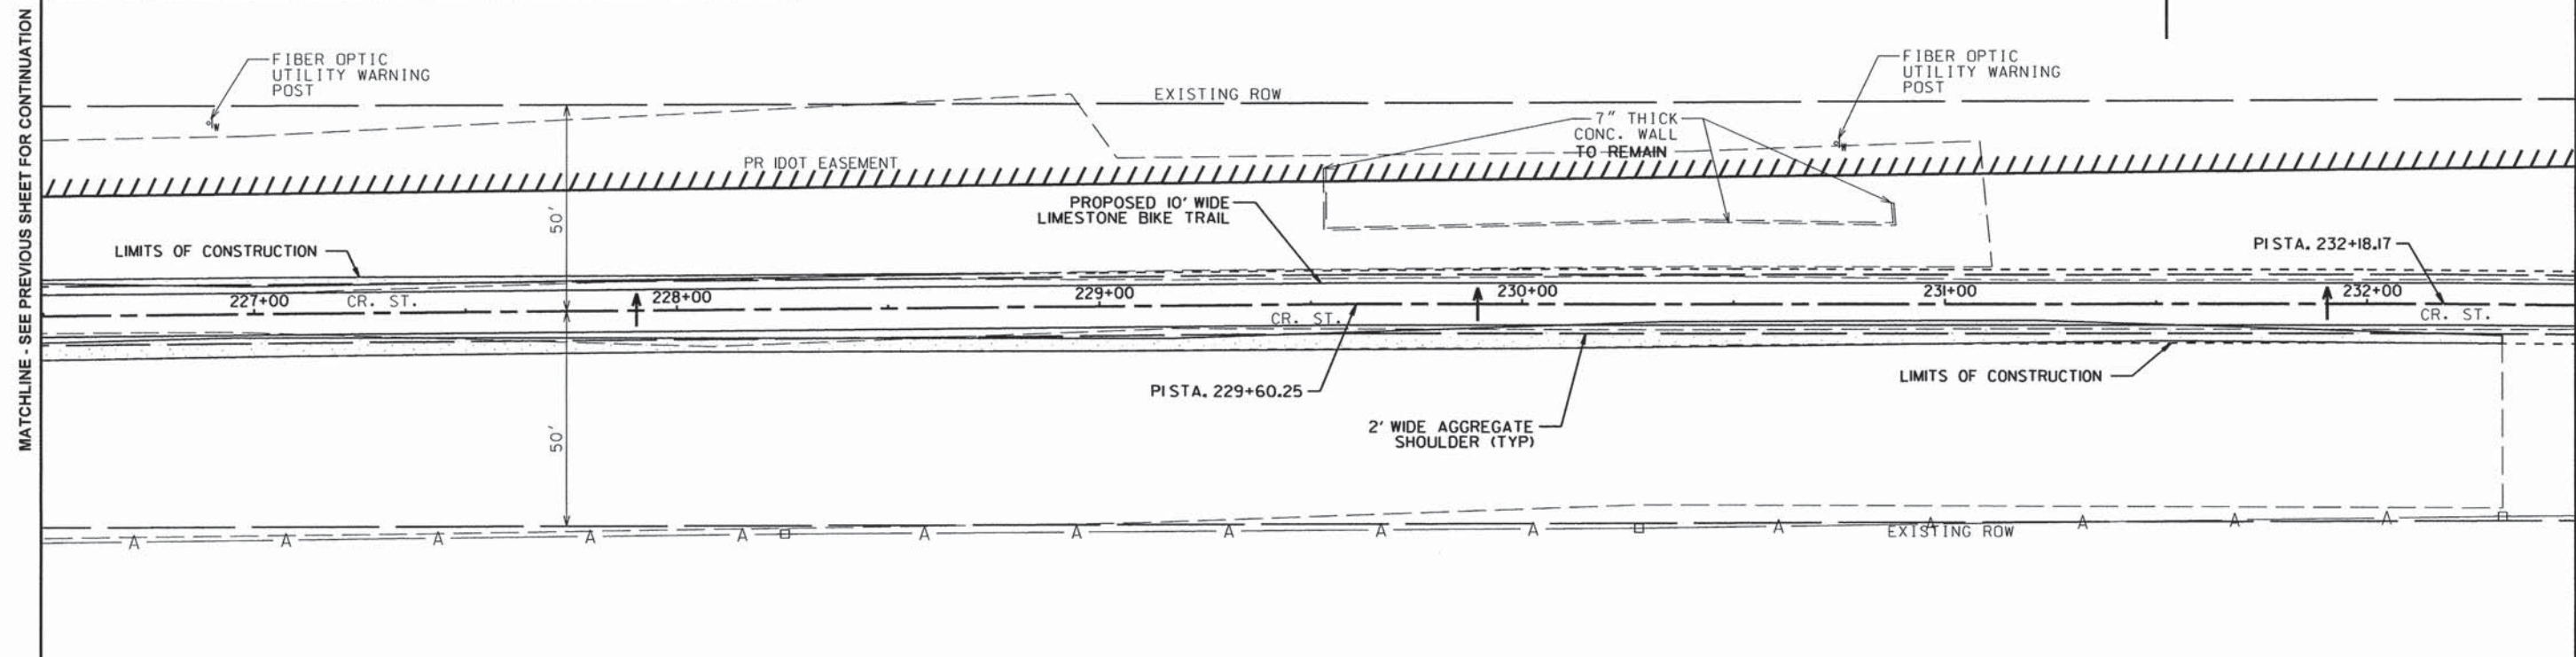 MATCHLINE - SEE PREVIOUS SHEET FOR CONTINUATION
FIBER OPTIC
UTILITY WARNING
POST
W
EXISTING ROW
7" THICK
CONC. WALL
TO REMAIN
FIBER OPTIC
UTILITY WARNING
POST
W
PR IDOT EASEMENT
50'
PROPOSED 10' WIDE
LIMESTONE BIKE TRAIL
LIMITS OF CONSTRUCTION
PI STA. 232+18.17
227+00
CR. ST.
228+00
229+00
CR. ST.
230+00
231+00
232+00
CR. ST.
PI STA. 229+60.25
LIMITS OF CONSTRUCTION
2' WIDE AGGREGATE
SHOULDER (TYP)
50'
A A A A A A A A A A A A A A A
EXISTING ROW